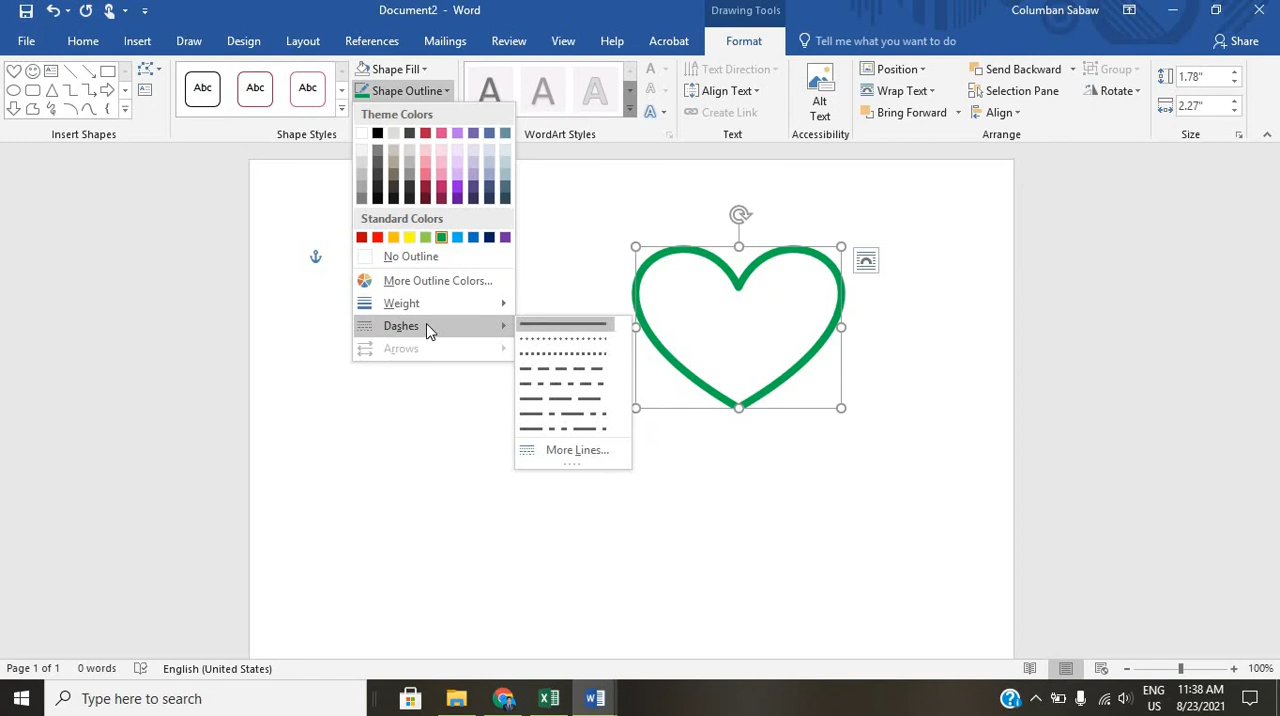 Document2 - Word
Drawing Tools
Columban Sabaw
File Home Insert Draw Design Layout References Mailings Review View Help Acrobat Format Tell me what you want to do Share
Shape Fill
Shape Outline
Abc Abc Abc
A A A
Text Direction
Align Text
Create Link
Alt
Text
Position
Wrap Text
Bring Forward
Send Backward
Selection Pane
Align
Group
Rotate
1.78"
2.27"
Insert Shapes Shape Styles WordArt Styles Text Accessibility Arrange Size
Theme Colors
Standard Colors
No Outline
More Outline Colors...
Weight
Dashes
Arrows
More Lines...
Page 1 of 1 0 words English (United States) 100%
Type here to search
ENG
US
11:38 AM
8/23/2021